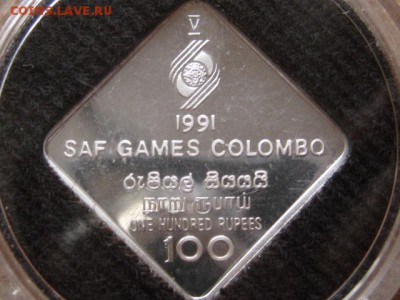 coins.lave.ru
V
1991
SAF GAMES COLOMBO
රුපියල් සියයයි
நூறு ரூபாய்
ONE HUNDRED RUPEES
100